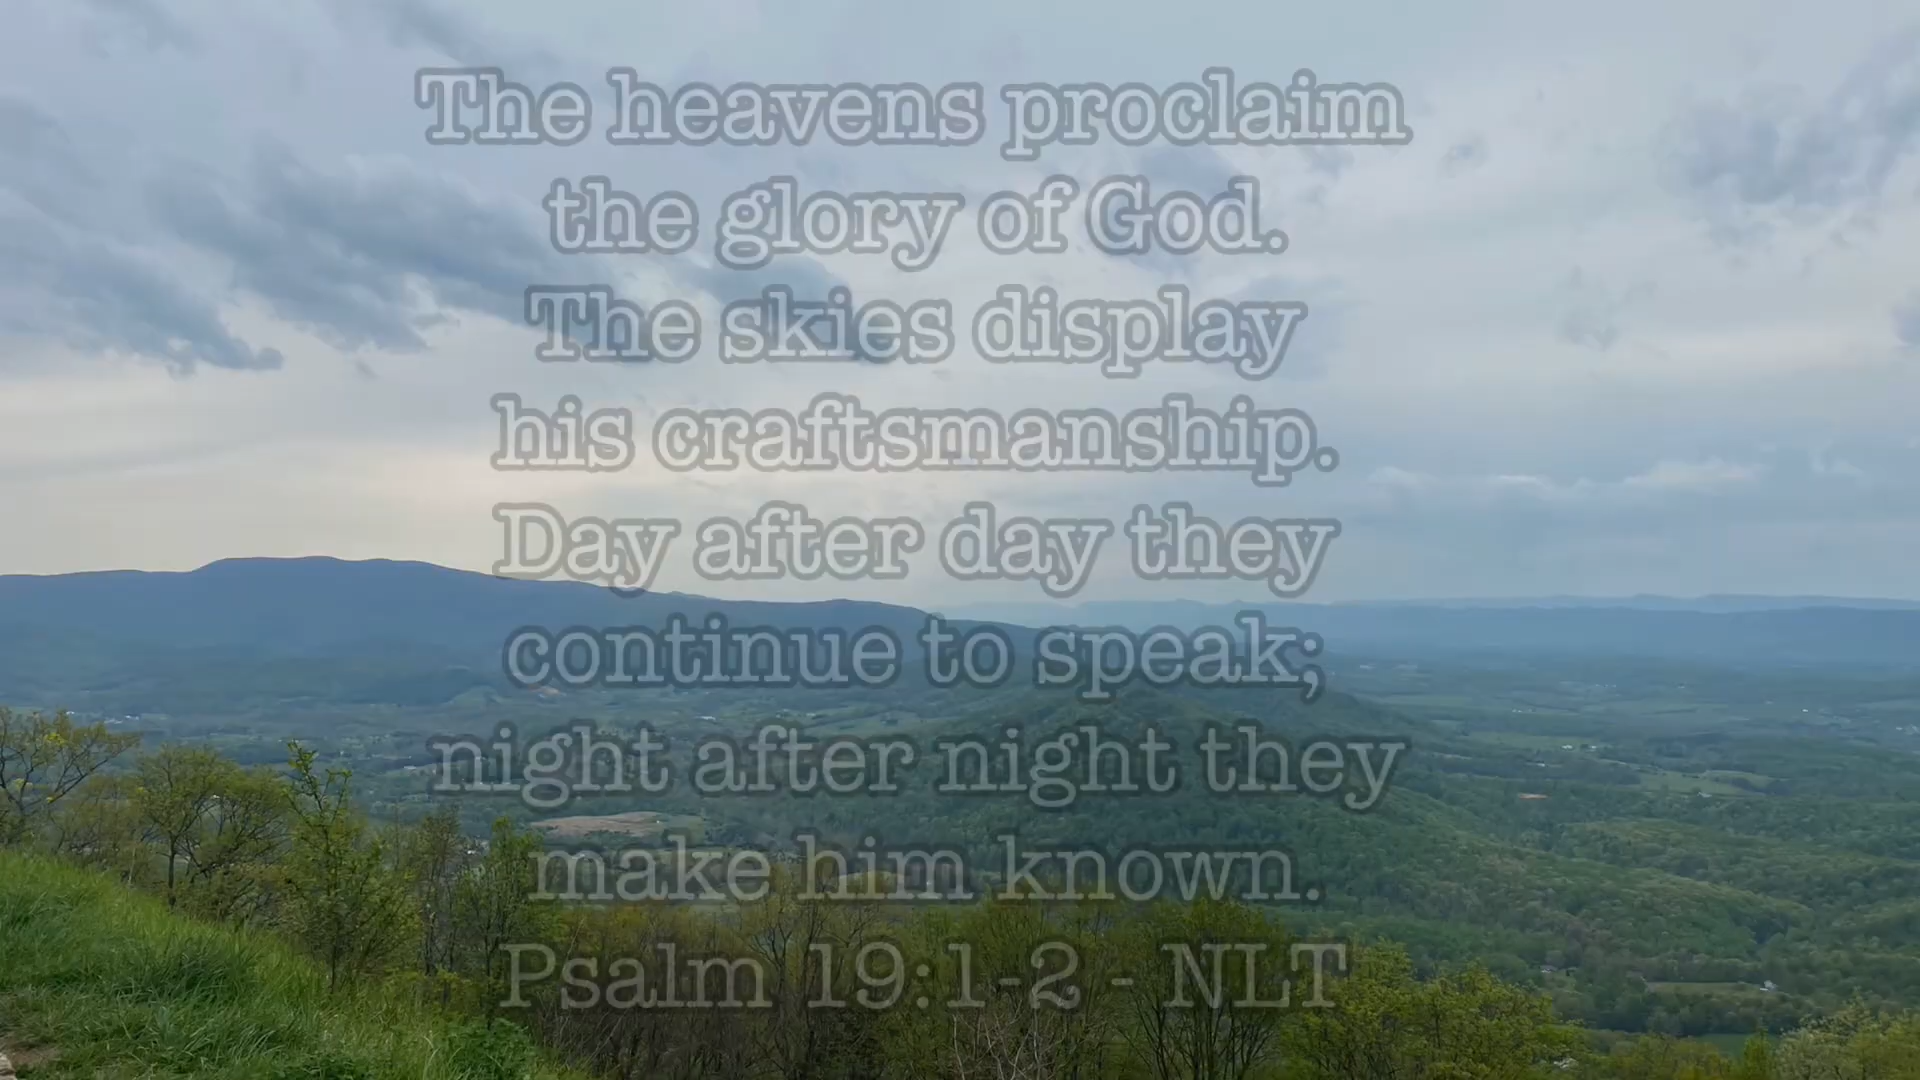 The heavens proclaim
the glory of God.
The skies display
his craftsmanship.
Day after day they
continue to speak;
night after night they
make him known.
Psalm 19:1-2 - NLT